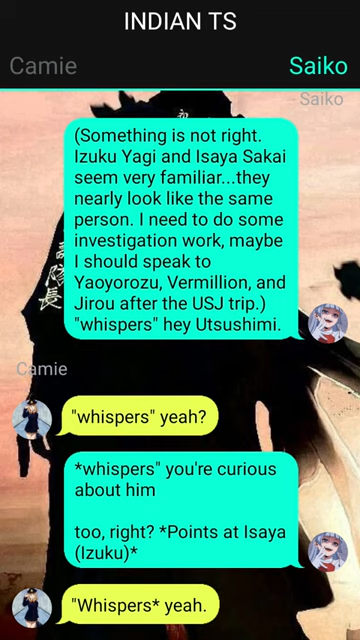 INDIAN TS
Camie
Saiko
Saiko
(Something is not right.
Izuku Yagi and Isaya Sakai
seem very familiar...they
nearly look like the same
person. I need to do some
investigation work, maybe
I should speak to
Yaoyorozu, Vermillion, and
Jirou after the USJ trip.)
"whispers" hey Utsushimi.
Camie
"whispers" yeah?
*whispers" you're curious
about him
too, right? *Points at Isaya
(Izuku)*
"Whispers* yeah.